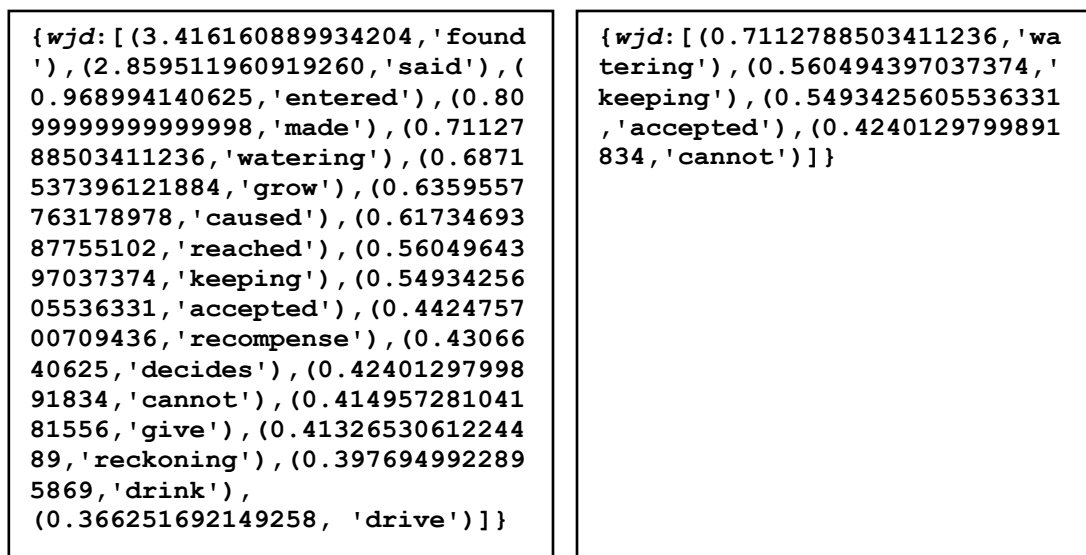 {wjd:[(3.416160889934204,'found
'),(2.859511960919260,'said'),(
0.968994140625,'entered'),(0.80
99999999999998,'made'),(0.71127
88503411236,'watering'),(0.6871
537396121884,'grow'),(0.6359557
763178978,'caused'),(0.61734693
87755102,'reached'),(0.56049643
97037374,'keeping'),(0.54934256
05536331,'accepted'),(0.4424757
00709436,'recompense'),(0.43066
40625,'decides'),(0.42401297998
91834,'cannot'),(0.414957281041
81556,'give'),(0.41326530612244
89,'reckoning'),(0.397694992289
5869,'drink'),
(0.366251692149258, 'drive')]}
{wjd:[(0.7112788503411236,'wa
tering'),(0.560494397037374,'
keeping'),(0.5493425605536331
,'accepted'),(0.4240129799891
834,'cannot')]}